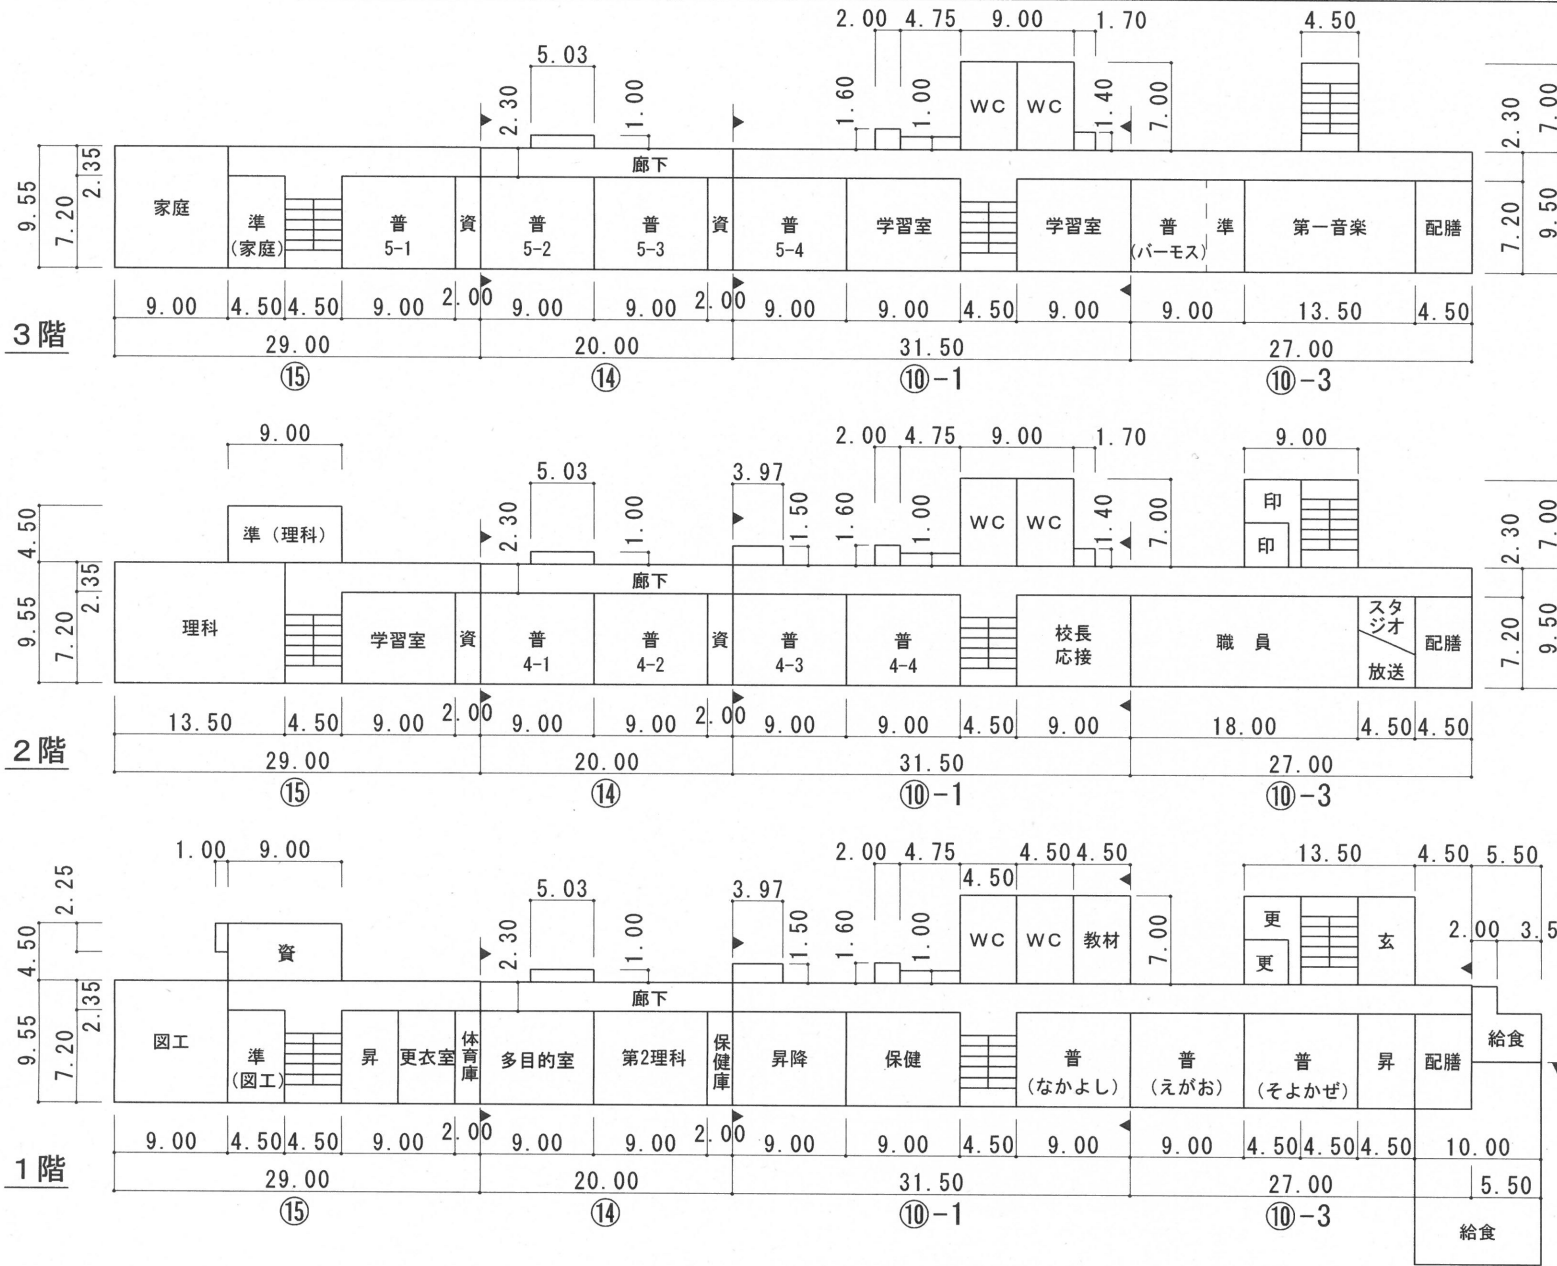 2.00 4.75 9.00 1.70 4.50
5.03
2.30 1.00 1.60 1.00 WC WC 1.40 7.00 2.30 7.00
9.55 7.20 2.35 廊下
家庭 準 (家庭) 普 5-1 資 普 5-2 普 5-3 資 普 5-4 学習室 学習室 普 (バーモス) 準 第一音楽 配膳 7.20 9.50
9.00 4.50 4.50 9.00 2.00 9.00 9.00 2.00 9.00 9.00 4.50 9.00 9.00 13.50 4.50
3階
29.00 20.00 31.50 27.00
⑮ ⑭ ⑩-1 ⑩-3
9.00 2.00 4.75 9.00 1.70 9.00
5.03 3.97
4.50 準(理科) 2.30 1.00 1.50 1.60 1.00 WC WC 1.40 7.00 印 印 2.30 7.00
9.55 7.20 2.35 廊下
理科 学習室 資 普 4-1 普 4-2 資 普 4-3 普 4-4 校長 応接 職 員 スタ ジオ 放送 配膳 7.20 9.50
13.50 4.50 9.00 2.00 9.00 9.00 2.00 9.00 9.00 4.50 9.00 18.00 4.50 4.50
2階
29.00 20.00 31.50 27.00
⑮ ⑭ ⑩-1 ⑩-3
1.00 9.00 2.00 4.75 4.50 4.50 13.50 4.50 5.50
2.25 5.03 3.97 4.50
4.50 資 2.30 1.00 1.50 1.60 1.00 WC WC 教材 7.00 更 更 玄 2.00 3.5
9.55 7.20 2.35 廊下
図工 準 (図工) 昇 更衣室 体育庫 多目的室 第2理科 保健庫 昇降 保健 普 (なかよし) 普 (えがお) 普 (そよかぜ) 昇 配膳 給食
9.00 4.50 4.50 9.00 2.00 9.00 9.00 2.00 9.00 9.00 4.50 9.00 9.00 4.50 4.50 4.50 10.00
1階
29.00 20.00 31.50 27.00 5.50
⑮ ⑭ ⑩-1 ⑩-3
給食